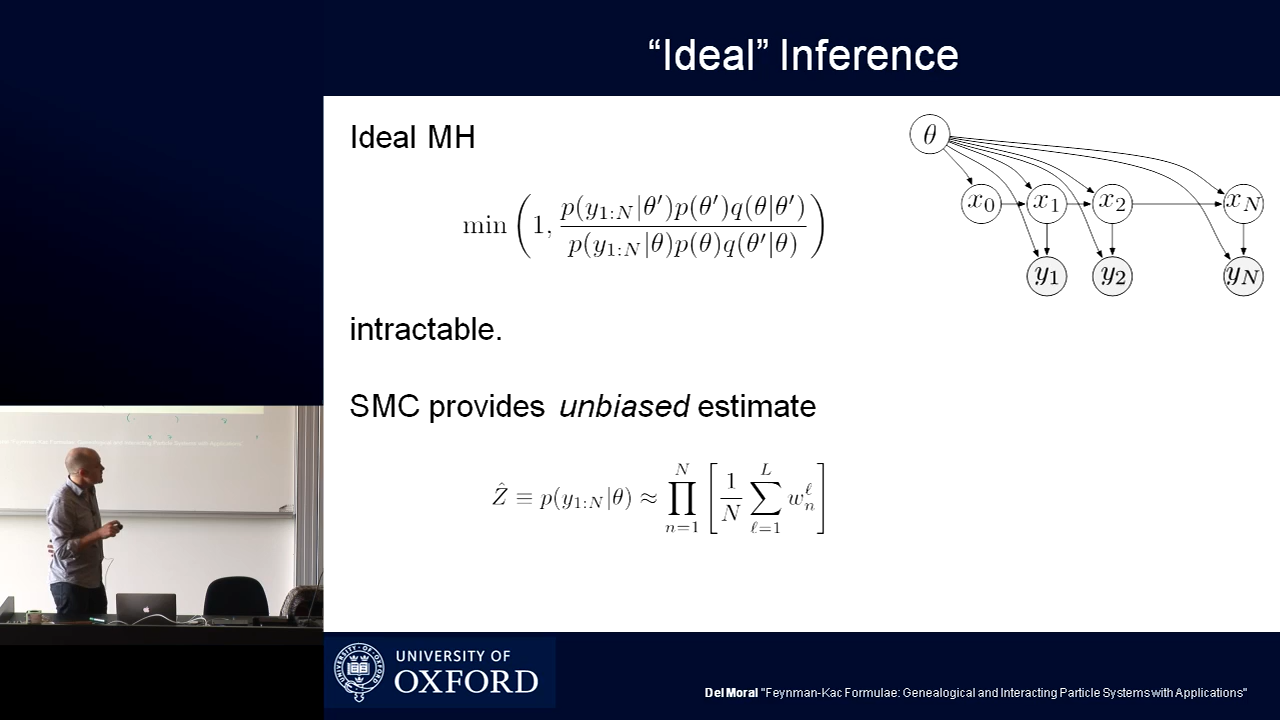 “Ideal” Inference
Ideal MH
min ( 1, p(y_{1:N}|θ′)p(θ′)q(θ|θ′) / p(y_{1:N}|θ)p(θ)q(θ′|θ) )
θ
x_0 x_1 x_2 x_N
y_1 y_2 y_N
intractable.
SMC provides unbiased estimate
Ẑ ≡ p(y_{1:N}|θ) ≈ ∏_{n=1}^{N} [ 1/N ∑_{ℓ=1}^{L} w_n^ℓ ]
UNIVERSITY OF
OXFORD
Del Moral "Feynman-Kac Formulae: Genealogical and Interacting Particle Systems with Applications"